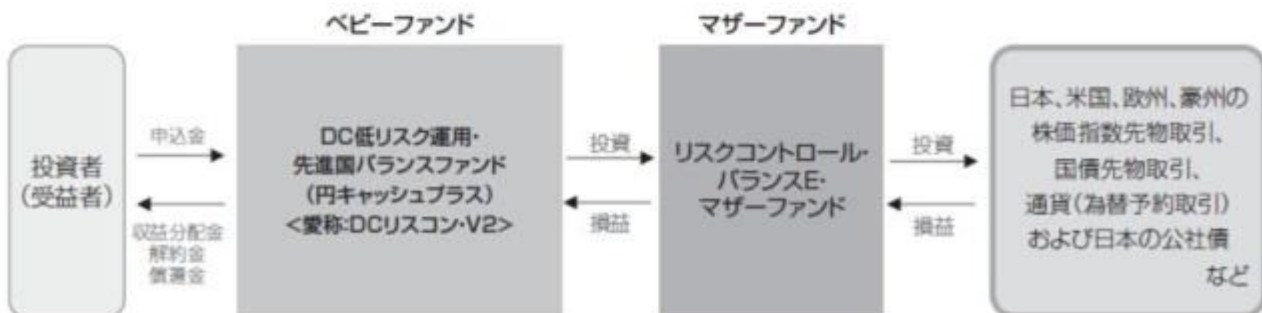 ベビーファンド
マザーファンド
投資者
(受益者)
申込金
収益分配金
解約金
償還金
DC低リスク運用・
先進国バランスファンド
(円キャッシュプラス)
<愛称:DCリスコン・V2>
投資
損益
リスクコントロール・
バランスE・
マザーファンド
投資
損益
日本、米国、欧州、豪州の
株価指数先物取引、
国債先物取引、
通貨(為替予約取引)
および日本の公社債
など